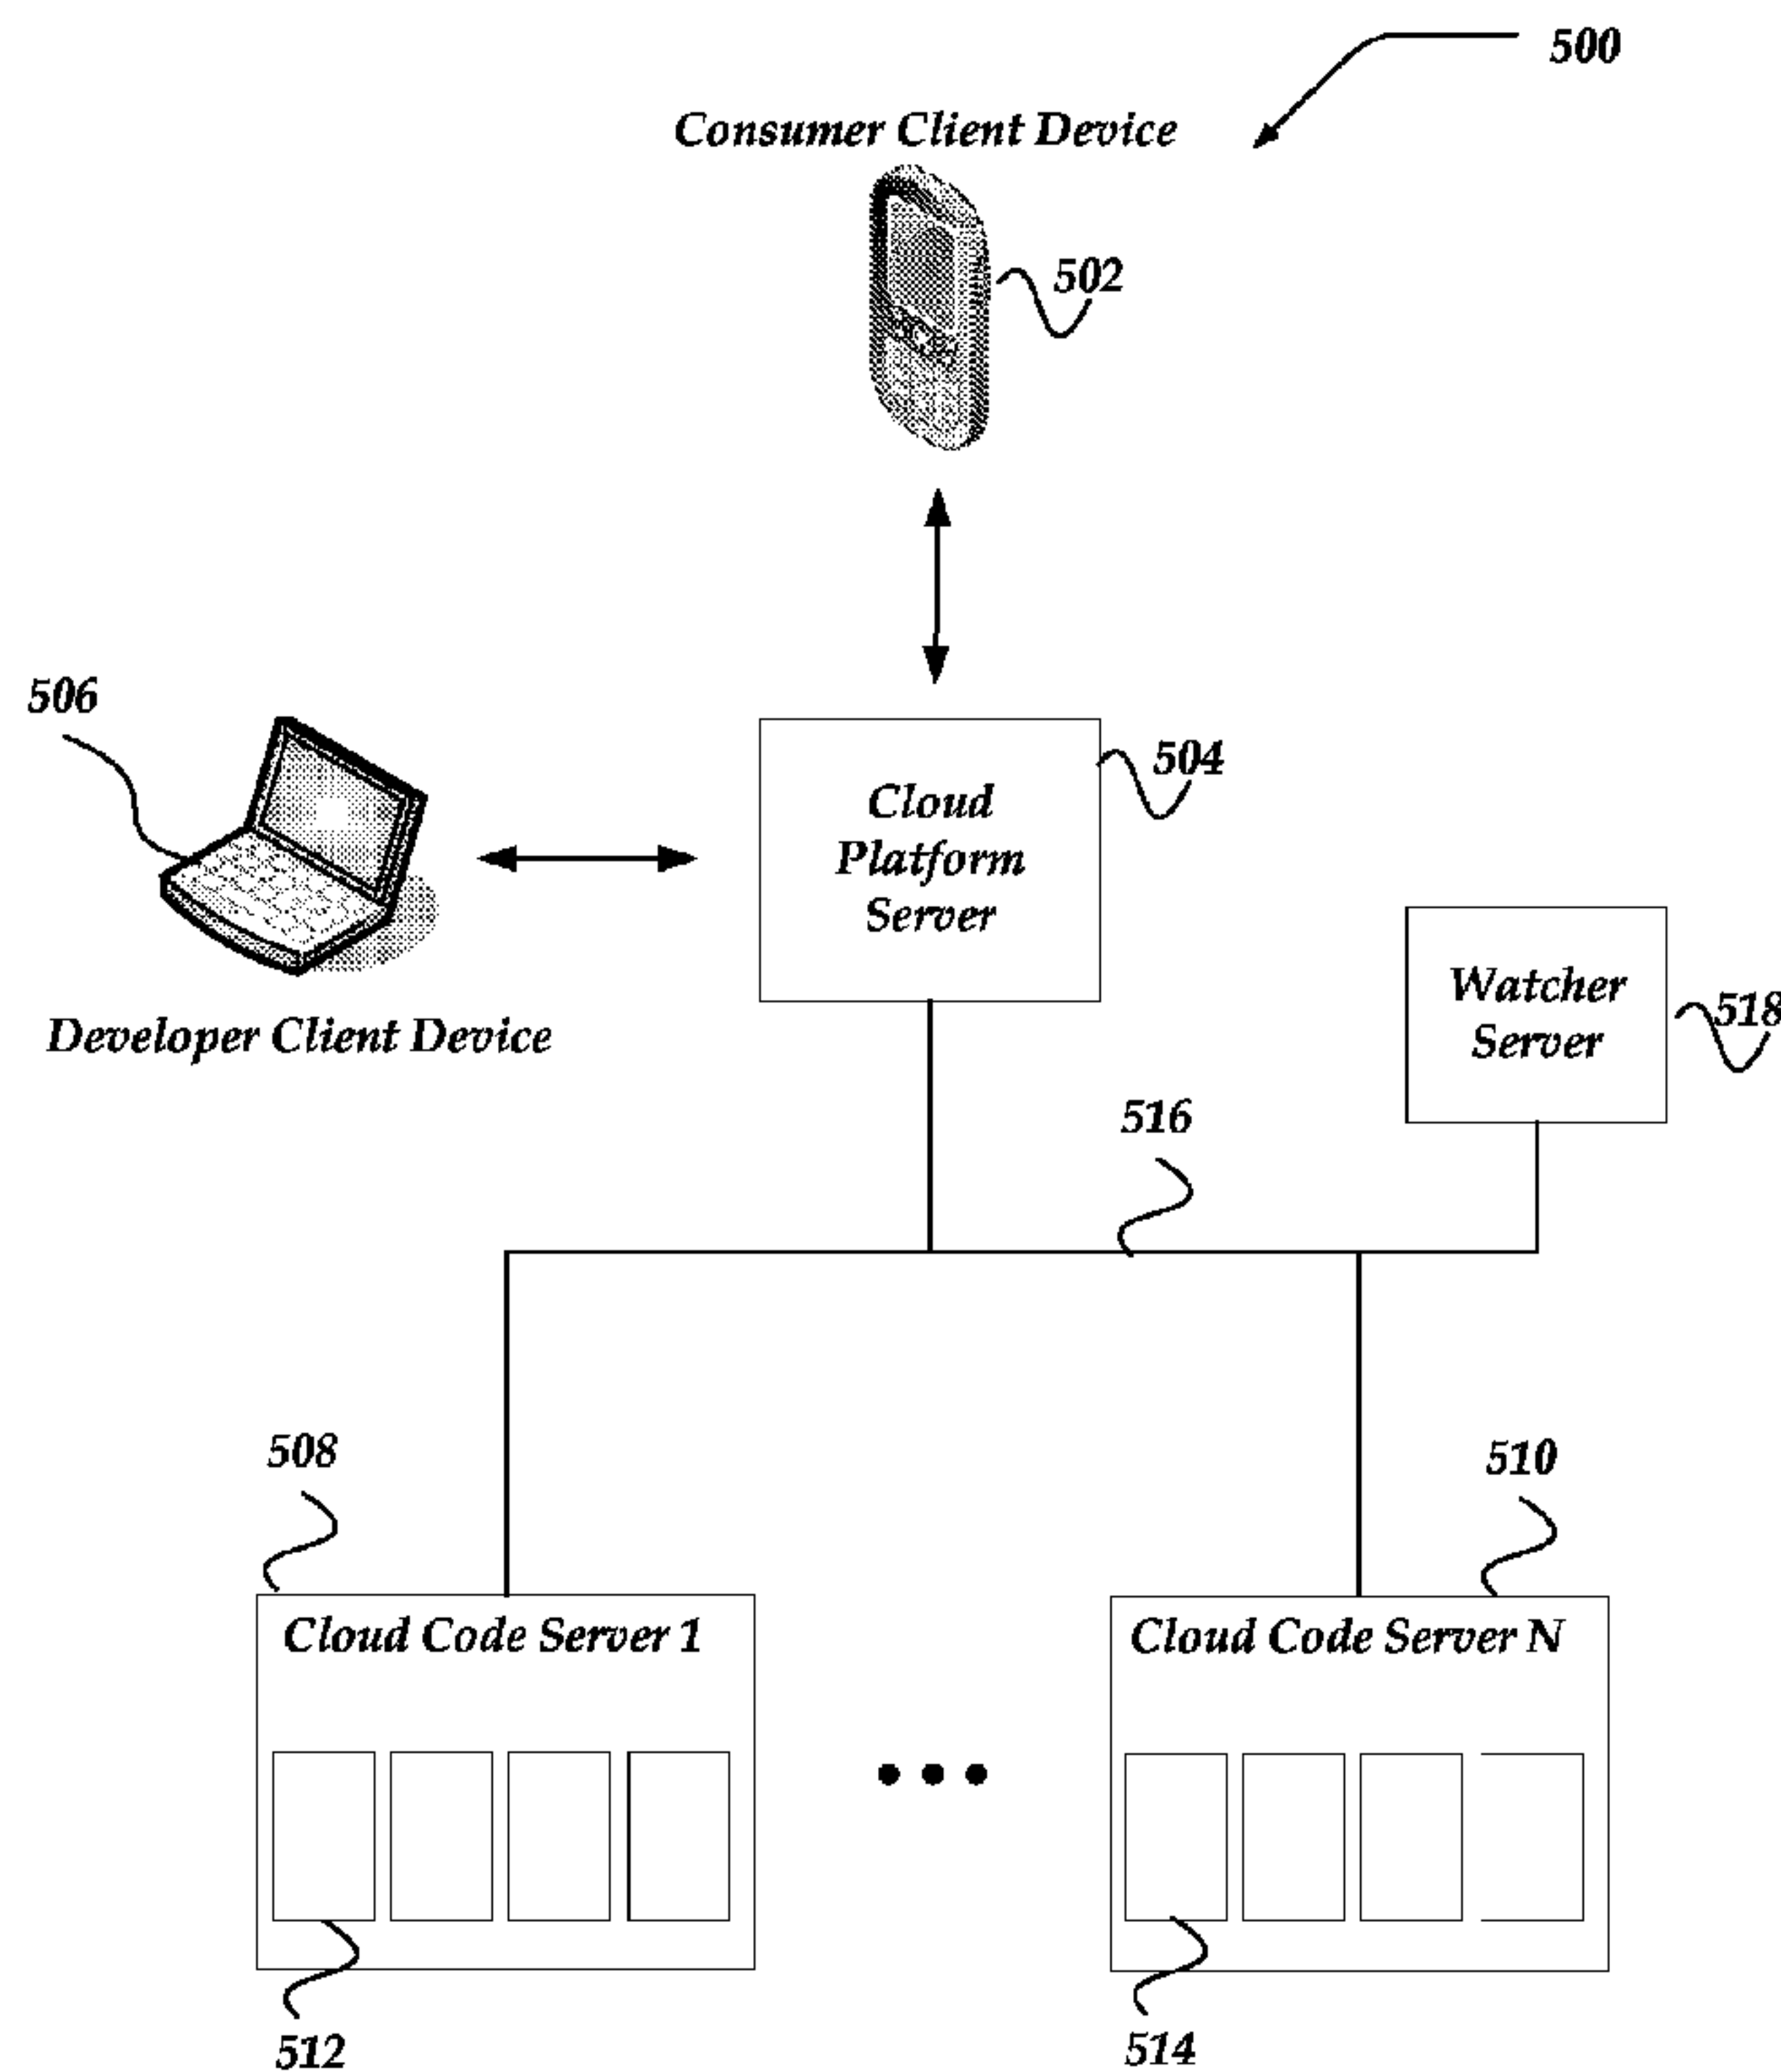 500
Consumer Client Device
502
506
504
Cloud
Platform
Server
Developer Client Device
Watcher
Server
518
516
508
510
Cloud Code Server 1
Cloud Code Server N
512
514